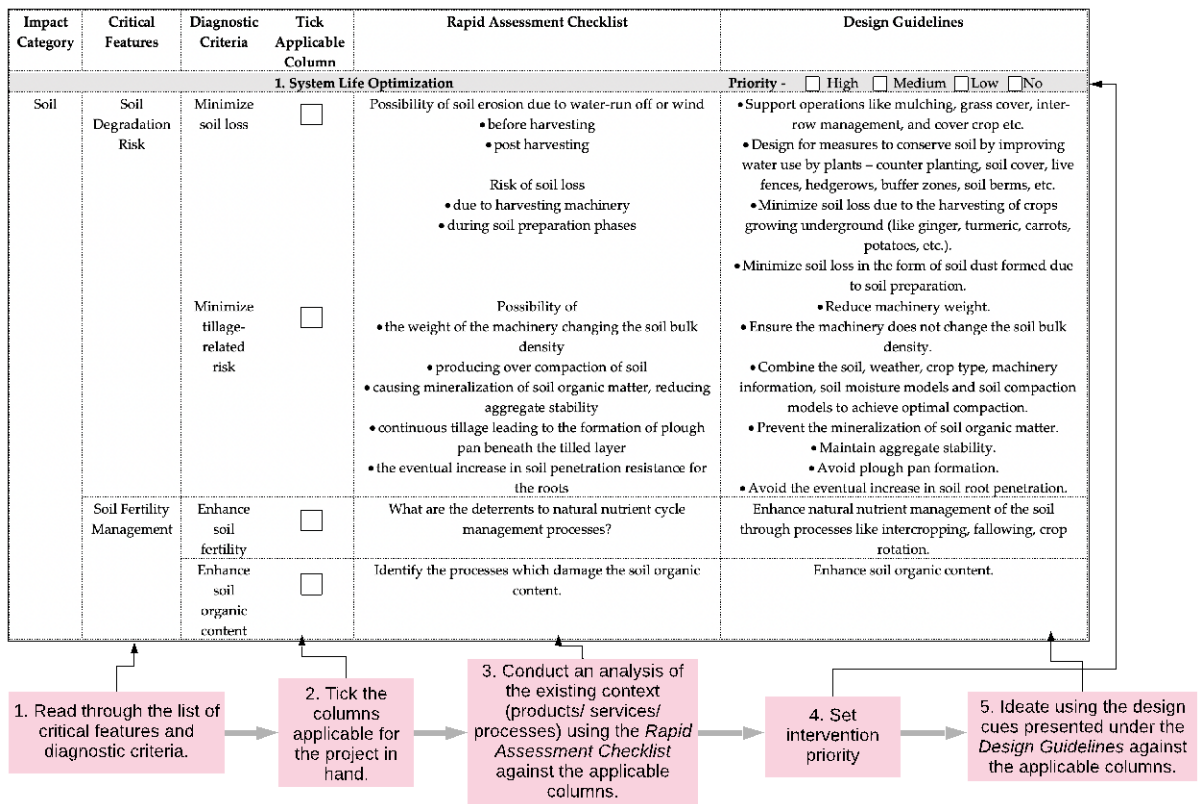 Impact Category
Critical Features
Diagnostic Criteria
Tick Applicable Column
Rapid Assessment Checklist
Design Guidelines
1. System Life Optimization
Priority - High Medium Low No
Soil
Soil
Degradation
Risk
Minimize
soil loss
Possibility of soil erosion due to water-run off or wind
• before harvesting
• post harvesting
Risk of soil loss
• due to harvesting machinery
• during soil preparation phases
• Support operations like mulching, grass cover, inter-
row management, and cover crop etc.
• Design for measures to conserve soil by improving
water use by plants – counter planting, soil cover, live
fences, hedgerows, buffer zones, soil berms, etc.
• Minimize soil loss due to the harvesting of crops
growing underground (like ginger, turmeric, carrots,
potatoes, etc.).
• Minimize soil loss in the form of soil dust formed due
to soil preparation.
Minimize
tillage-
related
risk
Possibility of
• the weight of the machinery changing the soil bulk
density
• producing over compaction of soil
• causing mineralization of soil organic matter, reducing
aggregate stability
• continuous tillage leading to the formation of plough
pan beneath the tilled layer
• the eventual increase in soil penetration resistance for
the roots
• Reduce machinery weight.
• Ensure the machinery does not change the soil bulk
density.
• Combine the soil, weather, crop type, machinery
information, soil moisture models and soil compaction
models to achieve optimal compaction.
• Prevent the mineralization of soil organic matter.
• Maintain aggregate stability.
• Avoid plough pan formation.
• Avoid the eventual increase in soil root penetration.
Soil Fertility
Management
Enhance
soil
fertility
What are the deterrents to natural nutrient cycle
management processes?
Enhance natural nutrient management of the soil
through processes like intercropping, fallowing, crop
rotation.
Enhance
soil
organic
content
Identify the processes which damage the soil organic
content.
Enhance soil organic content.
1. Read through the list of
critical features and
diagnostic criteria.
2. Tick the
columns
applicable for
the project in
hand.
3. Conduct an analysis of
the existing context
(products/ services/
processes) using the Rapid
Assessment Checklist
against the applicable
columns.
4. Set
intervention
priority
5. Ideate using the design
cues presented under the
Design Guidelines against
the applicable columns.